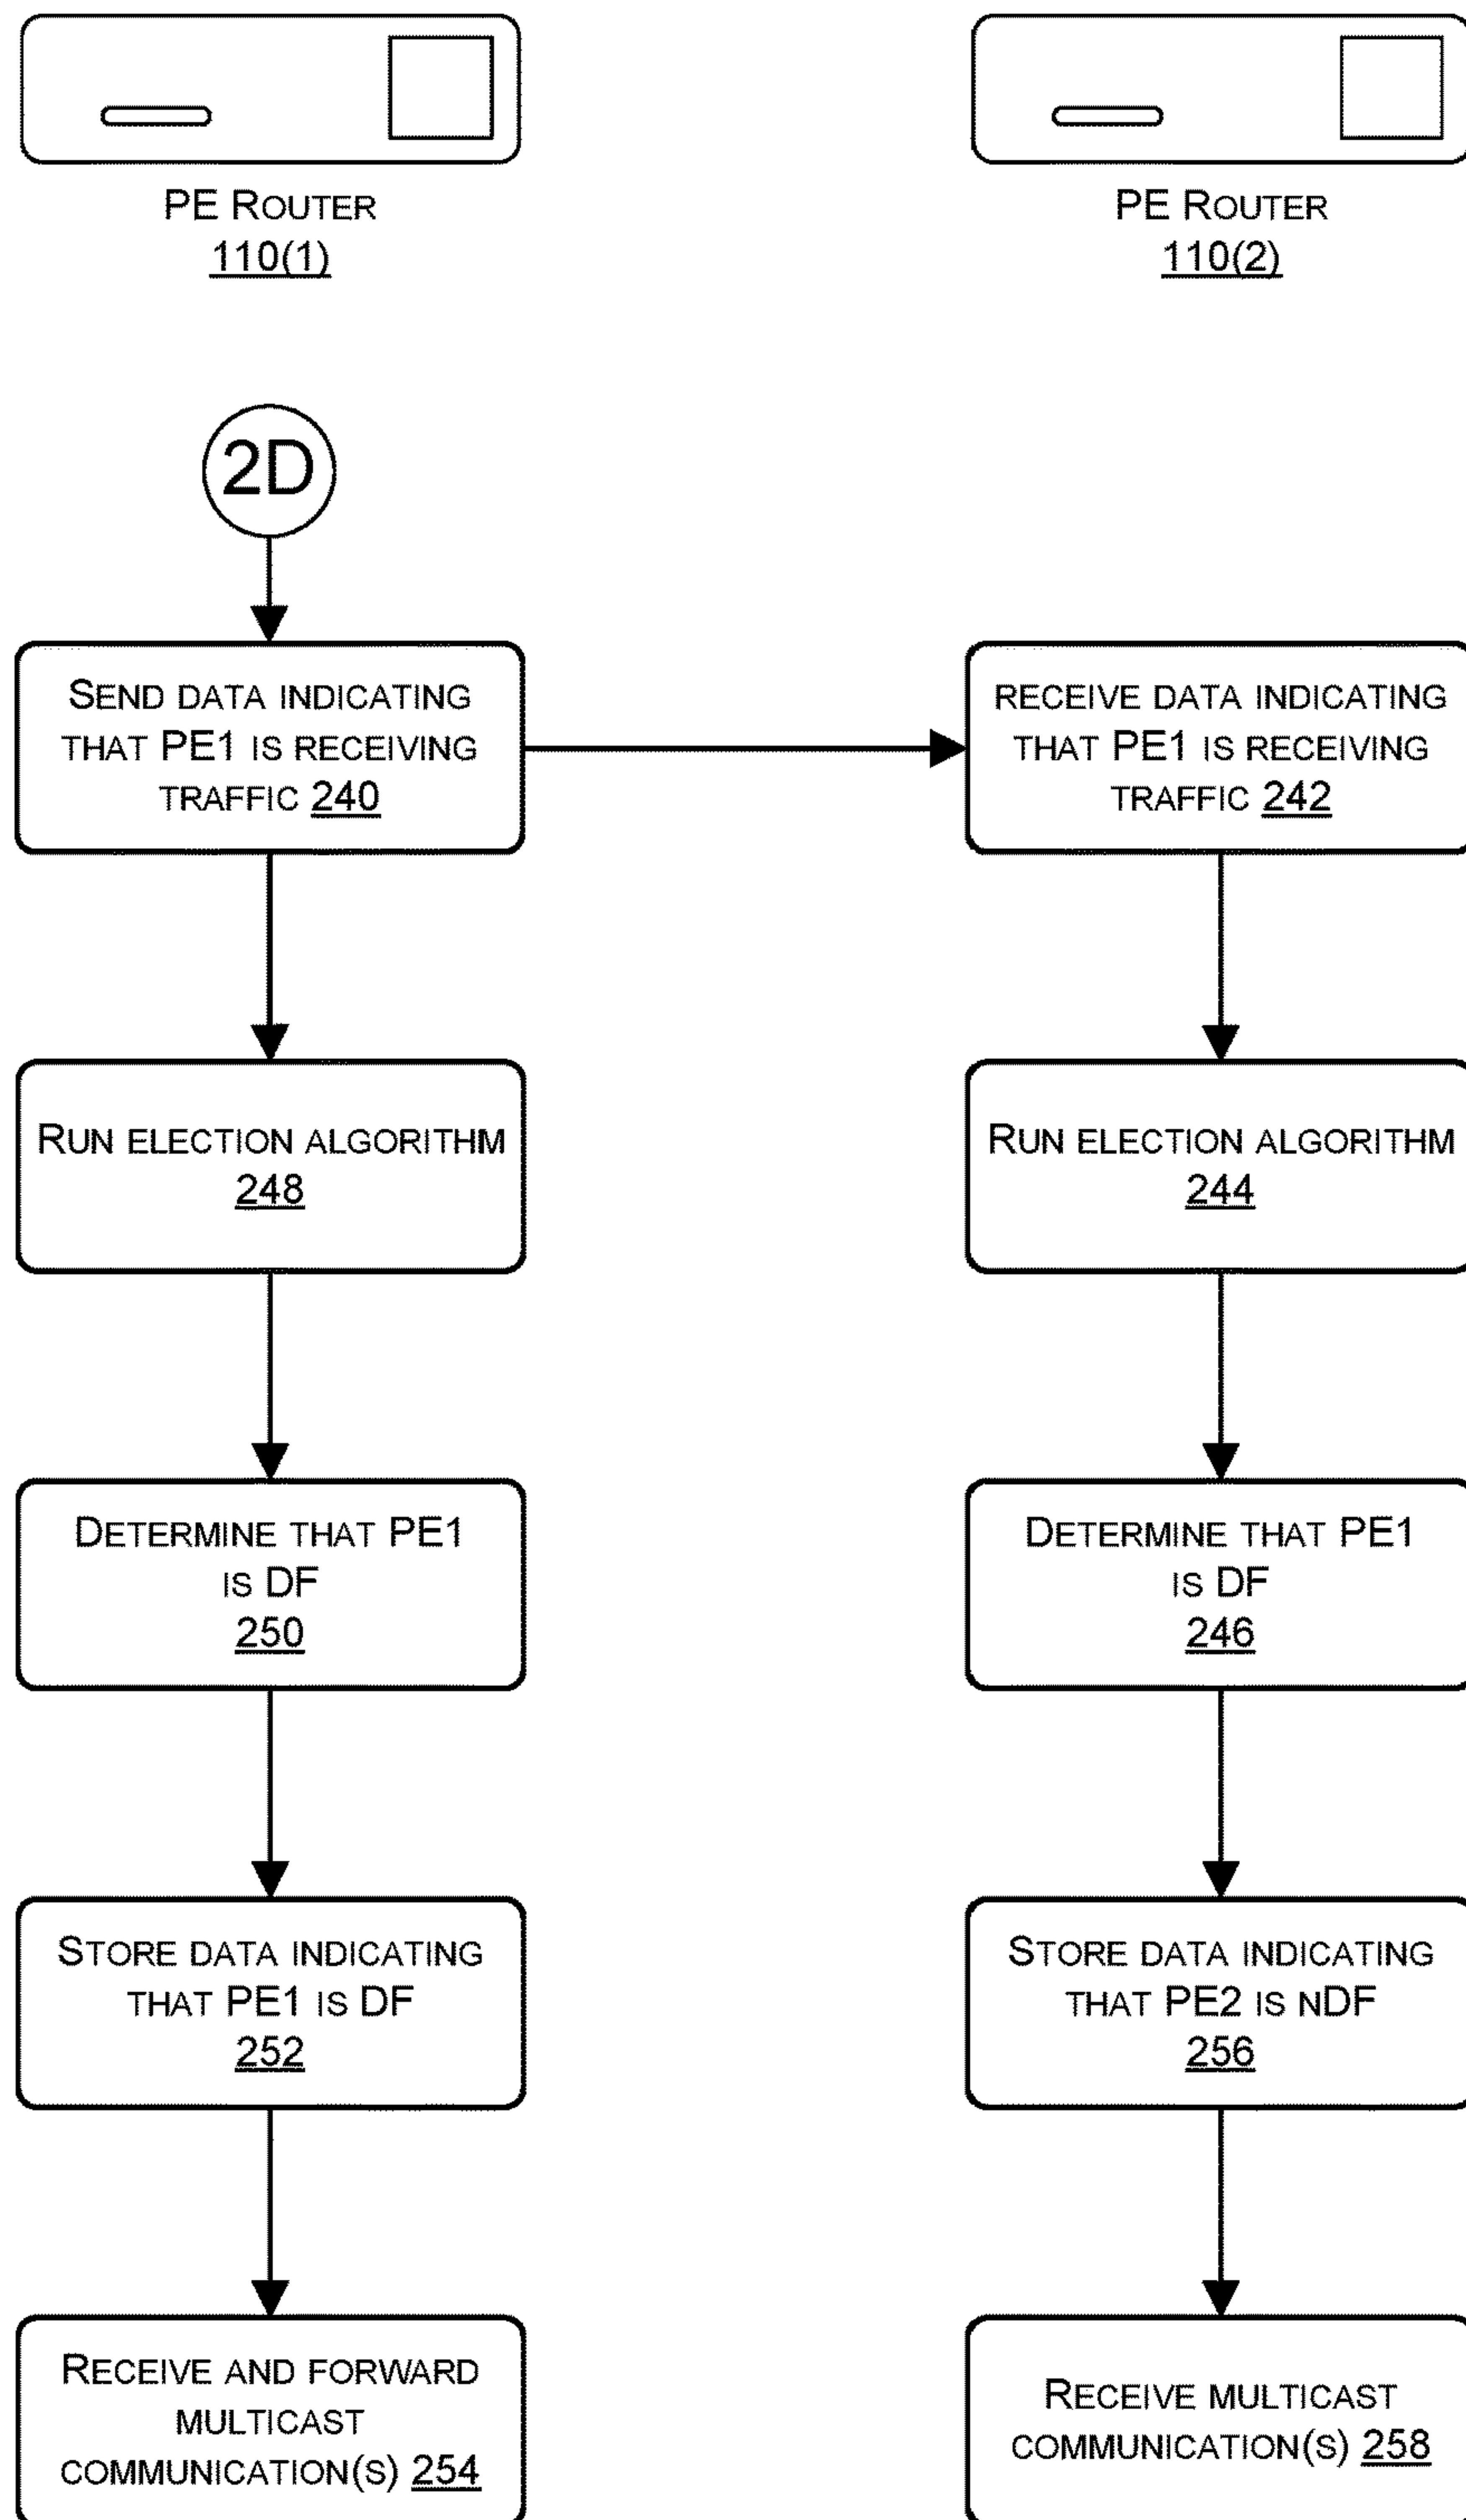 PE ROUTER
110(1)
PE ROUTER
110(2)
2D
SEND DATA INDICATING
THAT PE1 IS RECEIVING
TRAFFIC 240
RECEIVE DATA INDICATING
THAT PE1 IS RECEIVING
TRAFFIC 242
RUN ELECTION ALGORITHM
248
RUN ELECTION ALGORITHM
244
DETERMINE THAT PE1
IS DF
250
DETERMINE THAT PE1
IS DF
246
STORE DATA INDICATING
THAT PE1 IS DF
252
STORE DATA INDICATING
THAT PE2 IS NDF
256
RECEIVE AND FORWARD
MULTICAST
COMMUNICATION(S) 254
RECEIVE MULTICAST
COMMUNICATION(S) 258